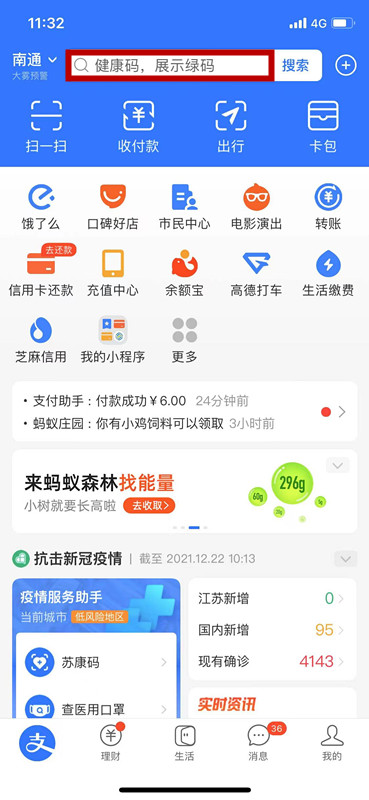 11:32
4G
南通
大雾预警
健康码，展示绿码
搜索
扫一扫
收付款
出行
卡包
饿了么
口碑好店
市民中心
电影演出
转账
去还款
信用卡还款
充值中心
余额宝
高德打车
生活缴费
芝麻信用
我的小程序
更多
支付助手：付款成功￥6.00 24分钟前
蚂蚁庄园：你有小鸡饲料可以领取 3小时前
来蚂蚁森林找能量
小树就要长高啦 去收取>
296g
60g
抗击新冠疫情 | 截至 2021.12.22 10:13
疫情服务助手
当前城市 低风险地区
苏康码
查医用口罩
江苏新增 0
国内新增 95
现有确诊 4143
实时资讯
支
理财
生活
36
消息
我的